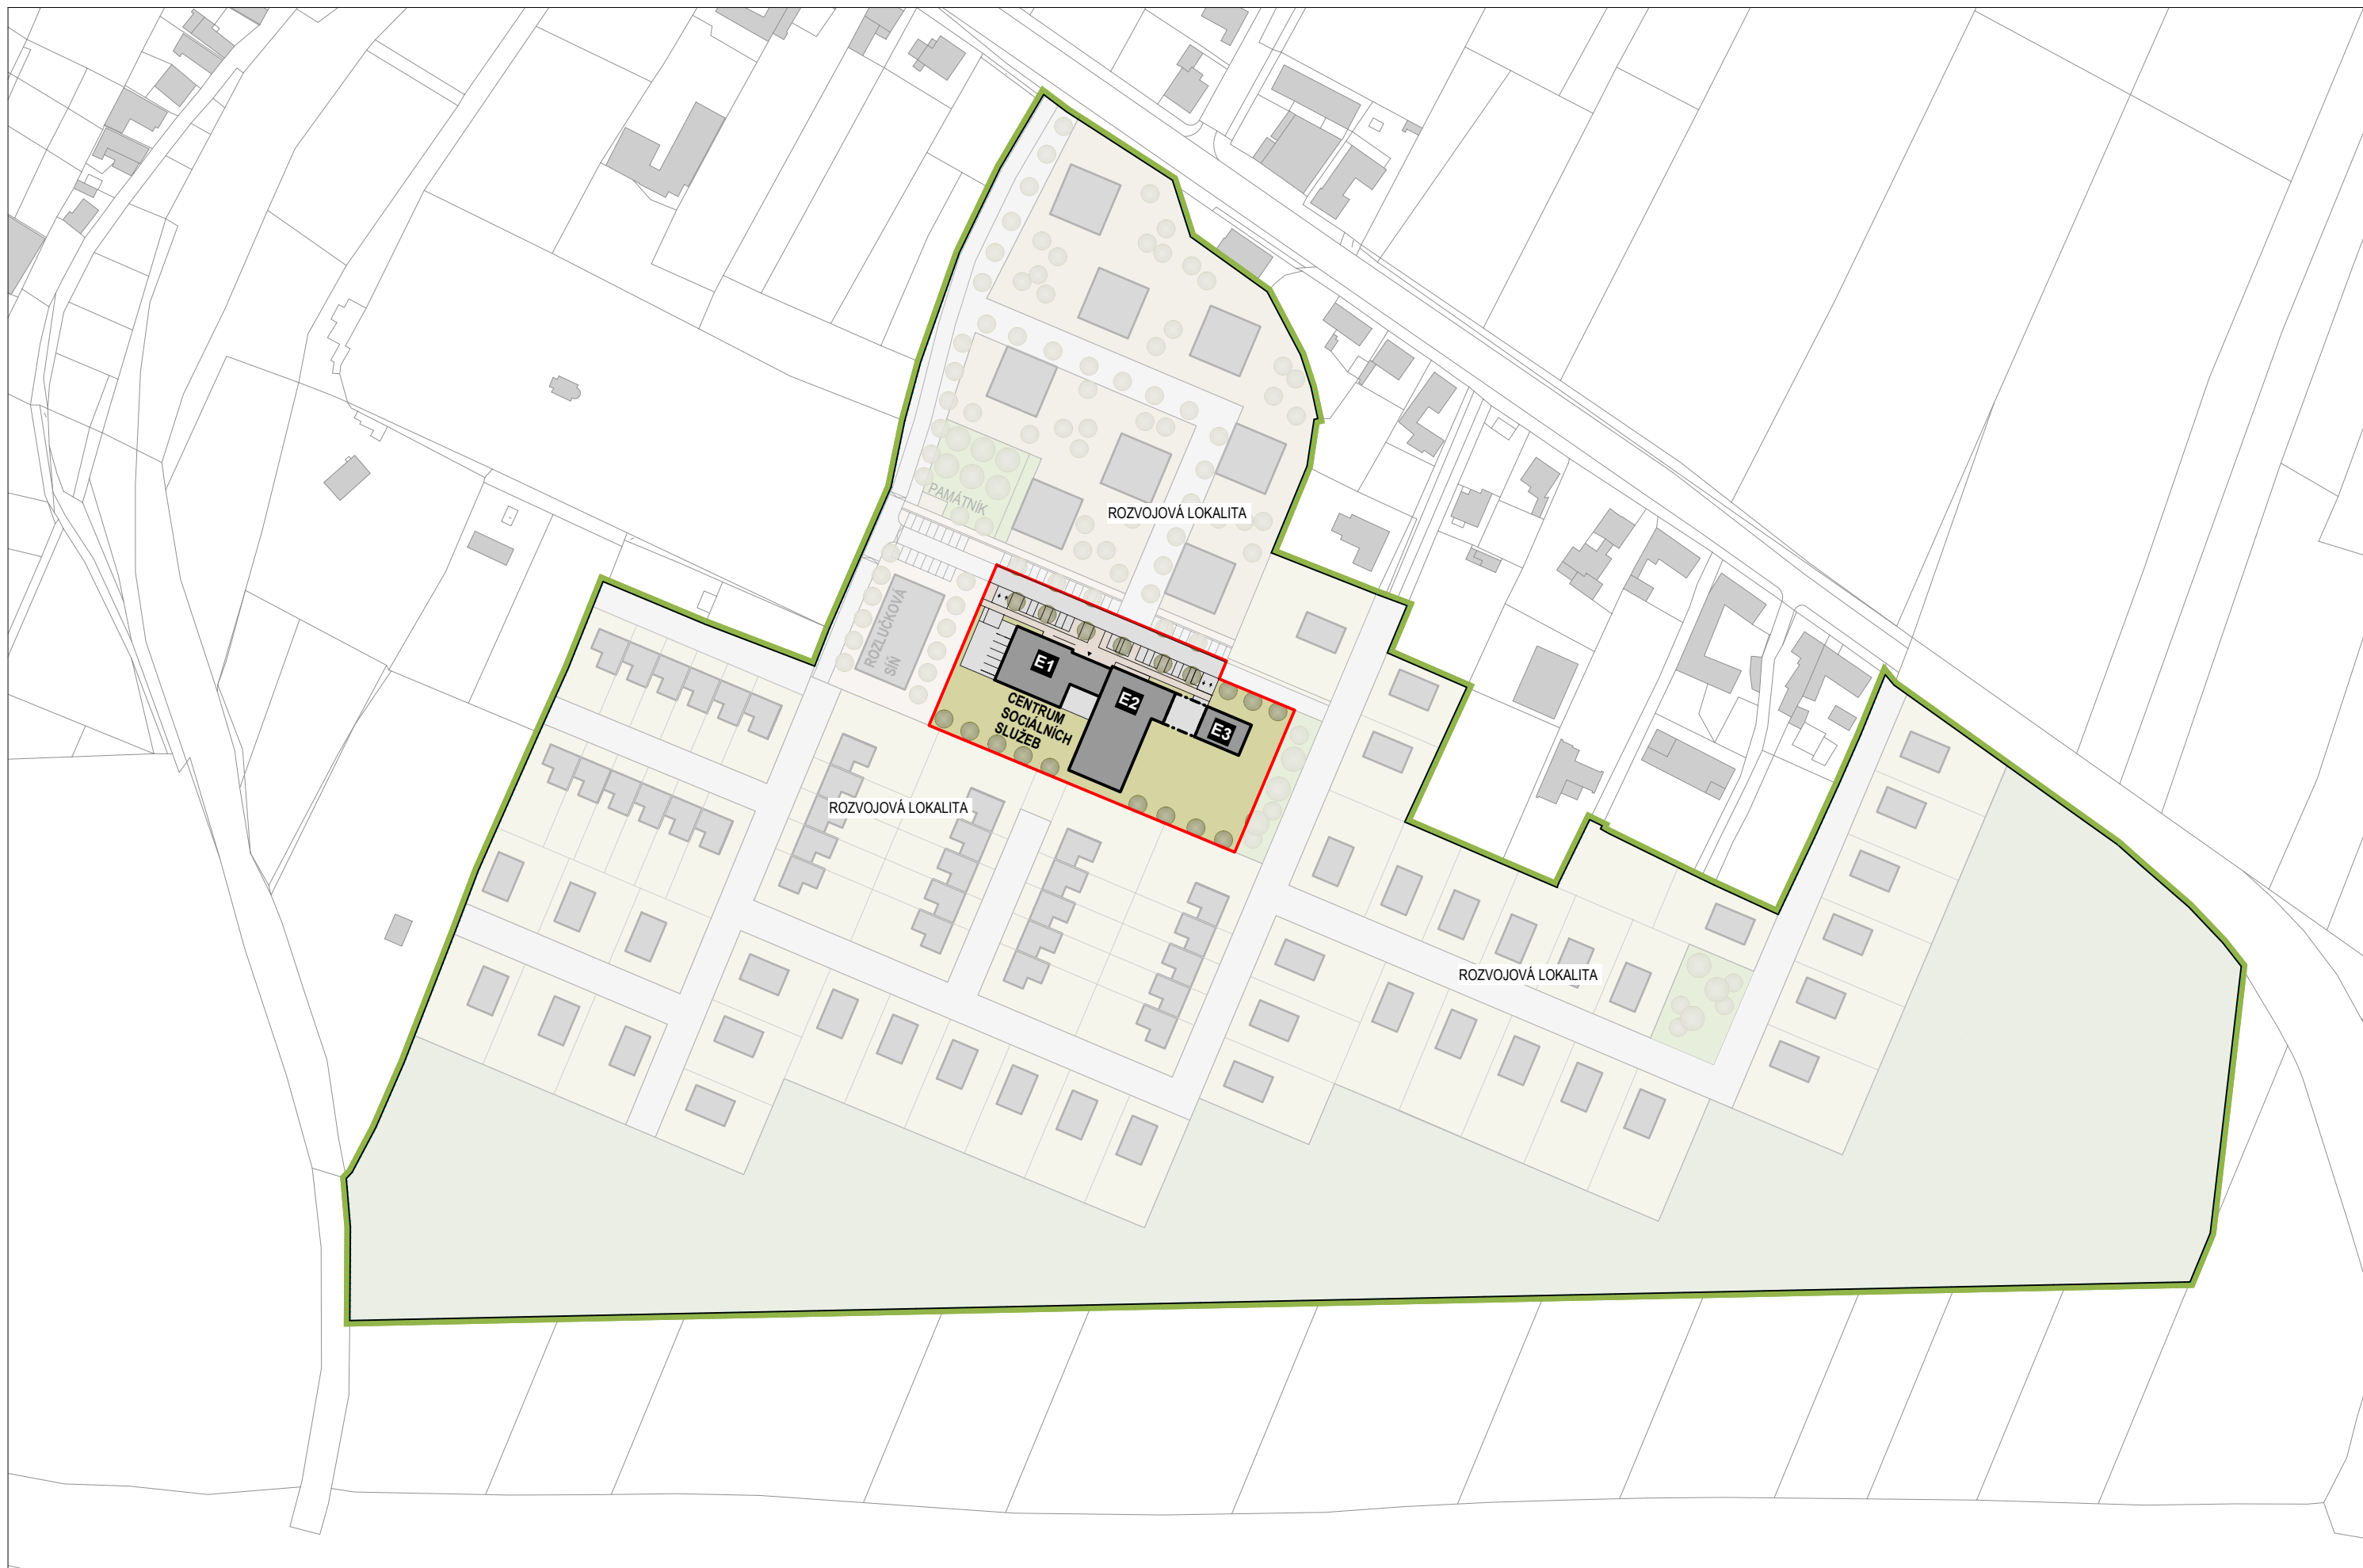 PAMÁTNÍK
ROZVOJOVÁ LOKALITA
ROZLUČKOVÁ
SÍŇ
E1
E2
E3
CENTRUM
SOCIÁLNÍCH
SLUŽEB
ROZVOJOVÁ LOKALITA
ROZVOJOVÁ LOKALITA